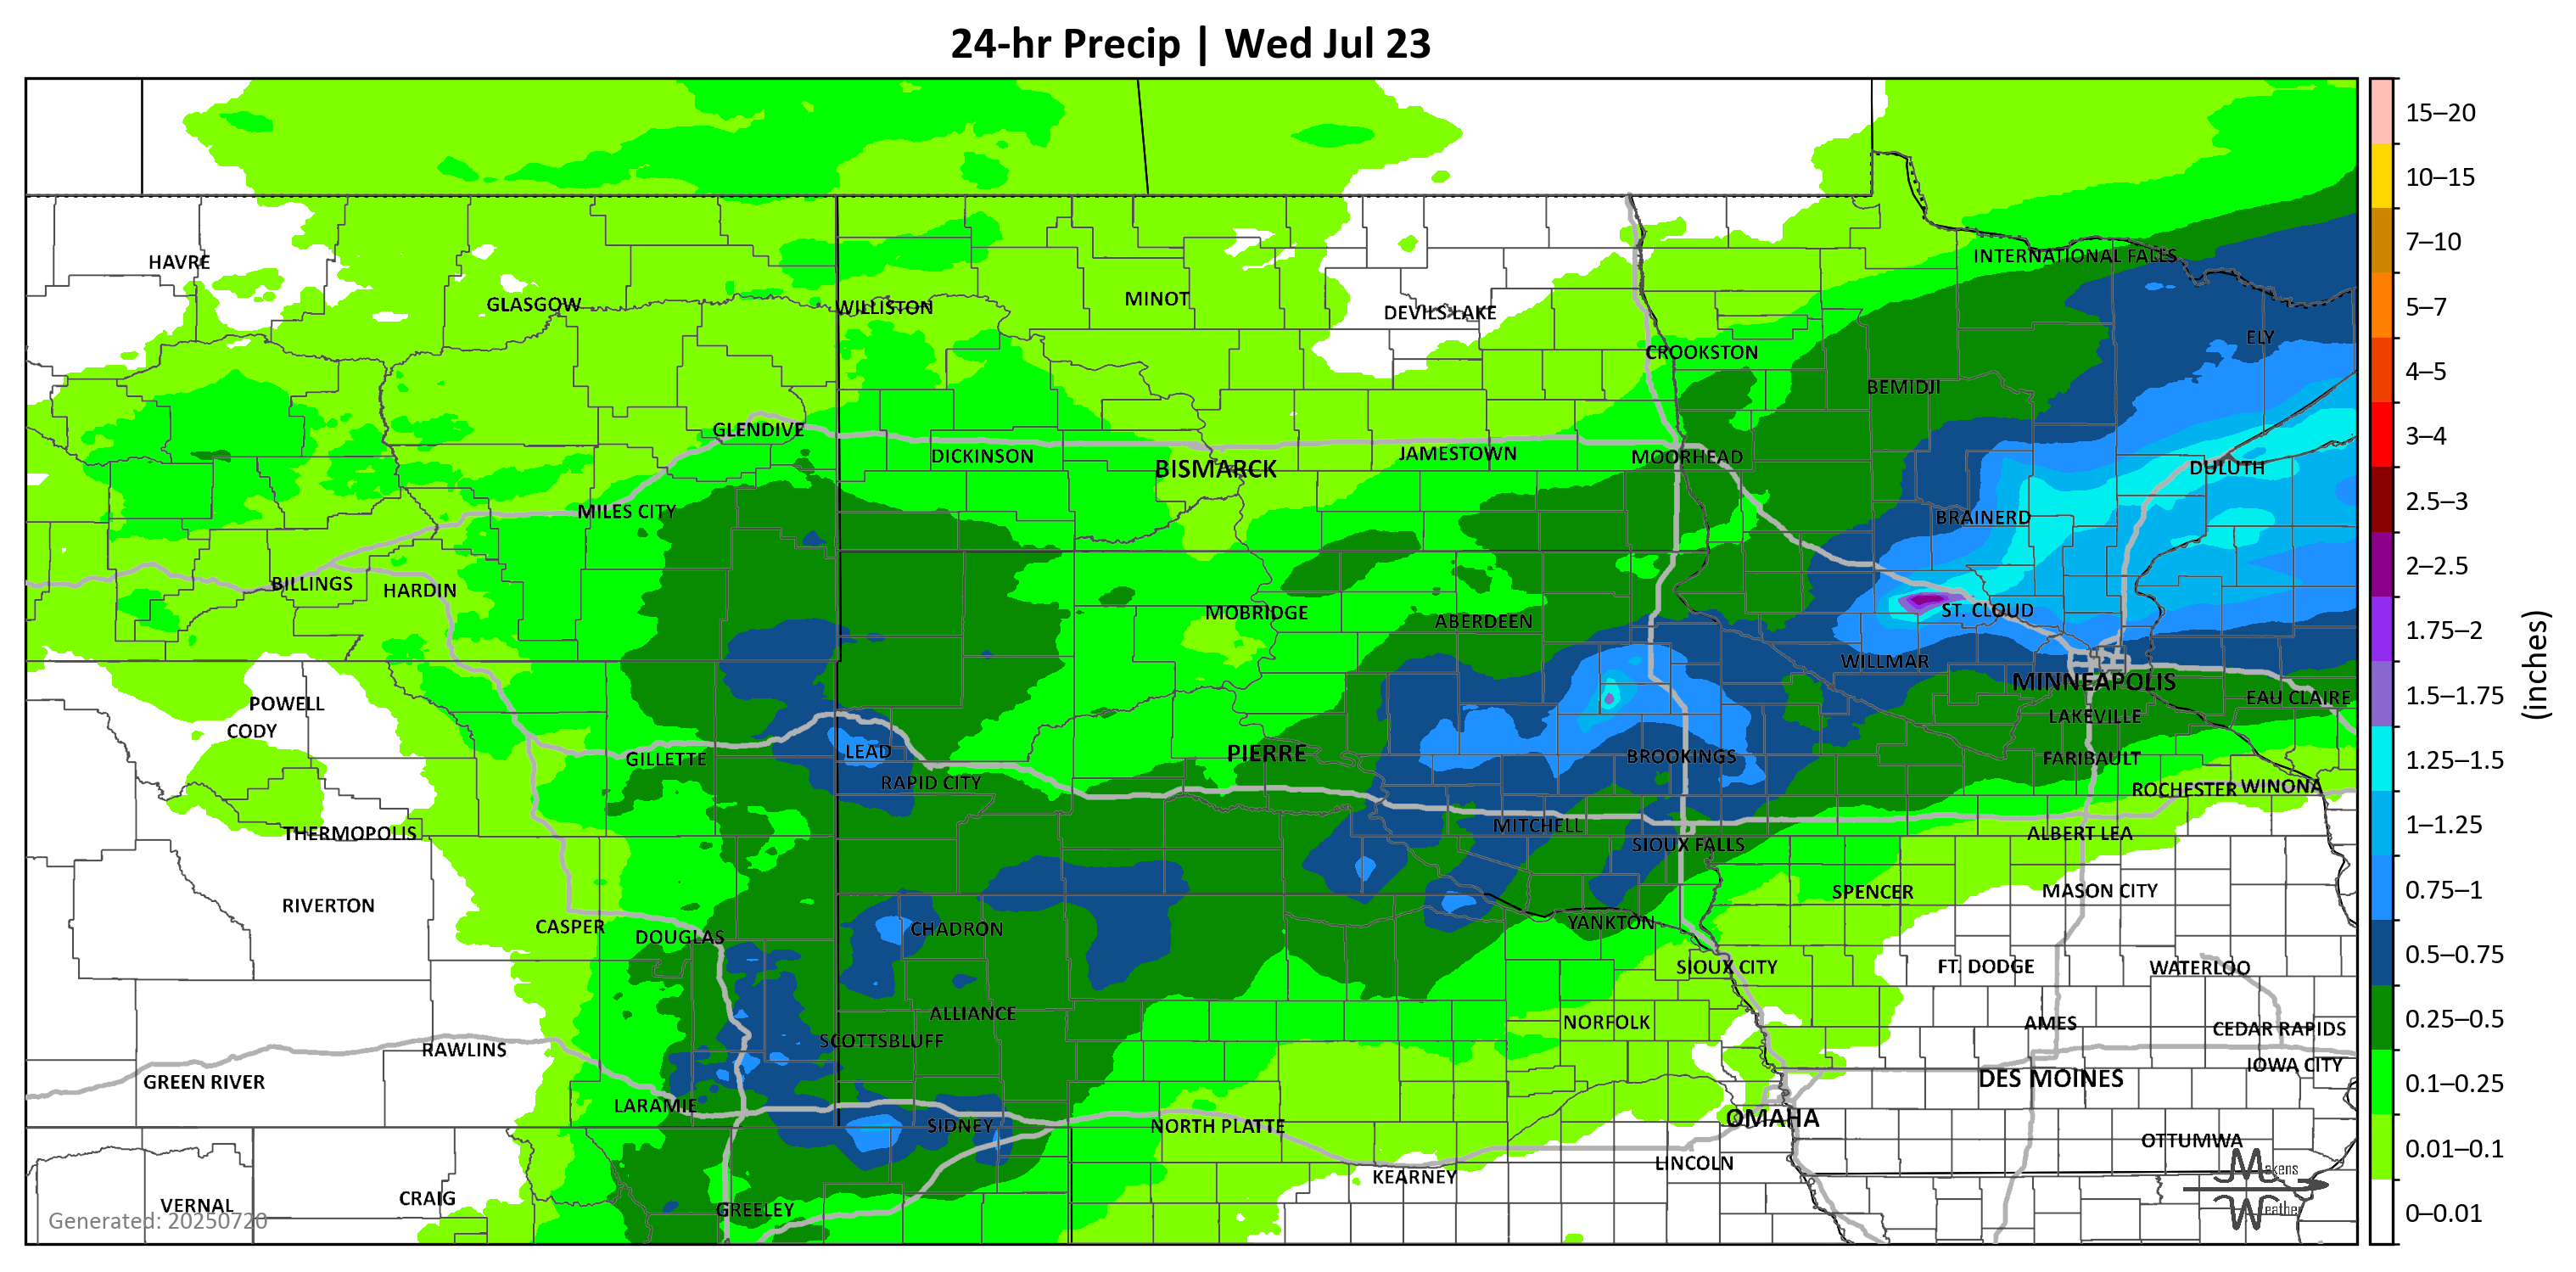 24-hr Precip | Wed Jul 23
15–20
10–15
INTERNATIONAL FALLS
7–10
HAVRE
GLASGOW
WILLISTON
MINOT
DEVILS LAKE
5–7
ELY
CROOKSTON
4–5
BEMIDJI
GLENDIVE
3–4
DICKINSON
BISMARCK
JAMESTOWN
MOORHEAD
DULUTH
2.5–3
MILES CITY
BRAINERD
2–2.5
BILLINGS
HARDIN
MOBRIDGE
ABERDEEN
ST. CLOUD
1.75–2
(inches)
WILLMAR
MINNEAPOLIS
1.5–1.75
EAU CLAIRE
POWELL
CODY
LAKEVILLE
GILLETTE
LEAD
PIERRE
BROOKINGS
FARIBAULT
1.25–1.5
RAPID CITY
ROCHESTER
WINONA
THERMOPOLIS
MITCHELL
ALBERT LEA
1–1.25
SIOUX FALLS
RIVERTON
SPENCER
MASON CITY
0.75–1
CASPER
DOUGLAS
CHADRON
YANKTON
0.5–0.75
SIOUX CITY
FT. DODGE
WATERLOO
ALLIANCE
NORFOLK
AMES
CEDAR RAPIDS
0.25–0.5
RAWLINS
SCOTTSBLUFF
IOWA CITY
GREEN RIVER
DES MOINES
0.1–0.25
LARAMIE
SIDNEY
NORTH PLATTE
OMAHA
OTTUMWA
0.01–0.1
LINCOLN
KEARNEY
Makens
VERNAL
CRAIG
GREELEY
Weather
Generated: 20250720
0–0.01